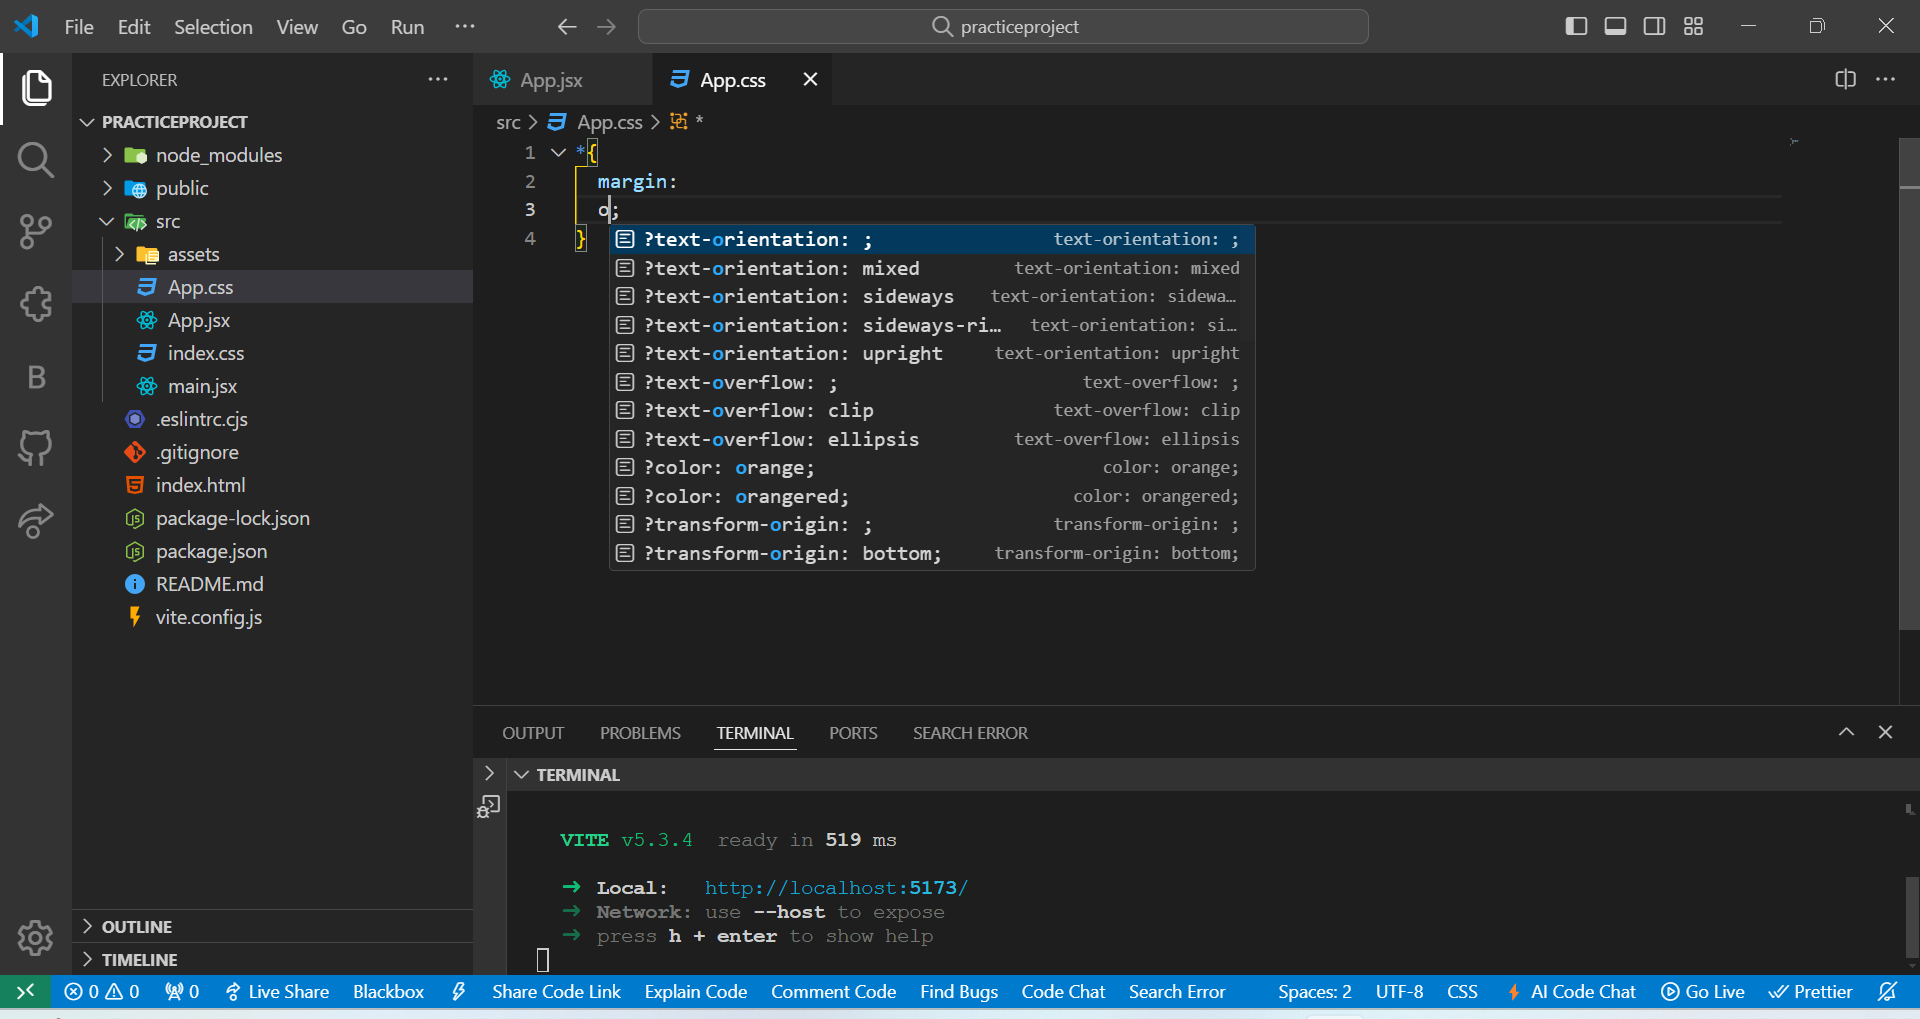 File Edit Selection View Go Run ··· practiceproject
EXPLORER ···
PRACTICEPROJECT
node_modules
public
src
assets
App.css
App.jsx
index.css
main.jsx
.eslintrc.cjs
.gitignore
index.html
package-lock.json
package.json
README.md
vite.config.js
OUTLINE
TIMELINE
App.jsx App.css
src > App.css > *
1 *{
2 margin:
3 o;
4 }
?text-orientation: ; text-orientation: ;
?text-orientation: mixed text-orientation: mixed
?text-orientation: sideways text-orientation: sidewa…
?text-orientation: sideways-ri… text-orientation: si…
?text-orientation: upright text-orientation: upright
?text-overflow: ; text-overflow: ;
?text-overflow: clip text-overflow: clip
?text-overflow: ellipsis text-overflow: ellipsis
?color: orange; color: orange;
?color: orangered; color: orangered;
?transform-origin: ; transform-origin: ;
?transform-origin: bottom; transform-origin: bottom;
OUTPUT PROBLEMS TERMINAL PORTS SEARCH ERROR
TERMINAL
VITE v5.3.4 ready in 519 ms
➜ Local: http://localhost:5173/
➜ Network: use --host to expose
➜ press h + enter to show help
0 0 0 Live Share Blackbox Share Code Link Explain Code Comment Code Find Bugs Code Chat Search Error Spaces: 2 UTF-8 CSS AI Code Chat Go Live Prettier